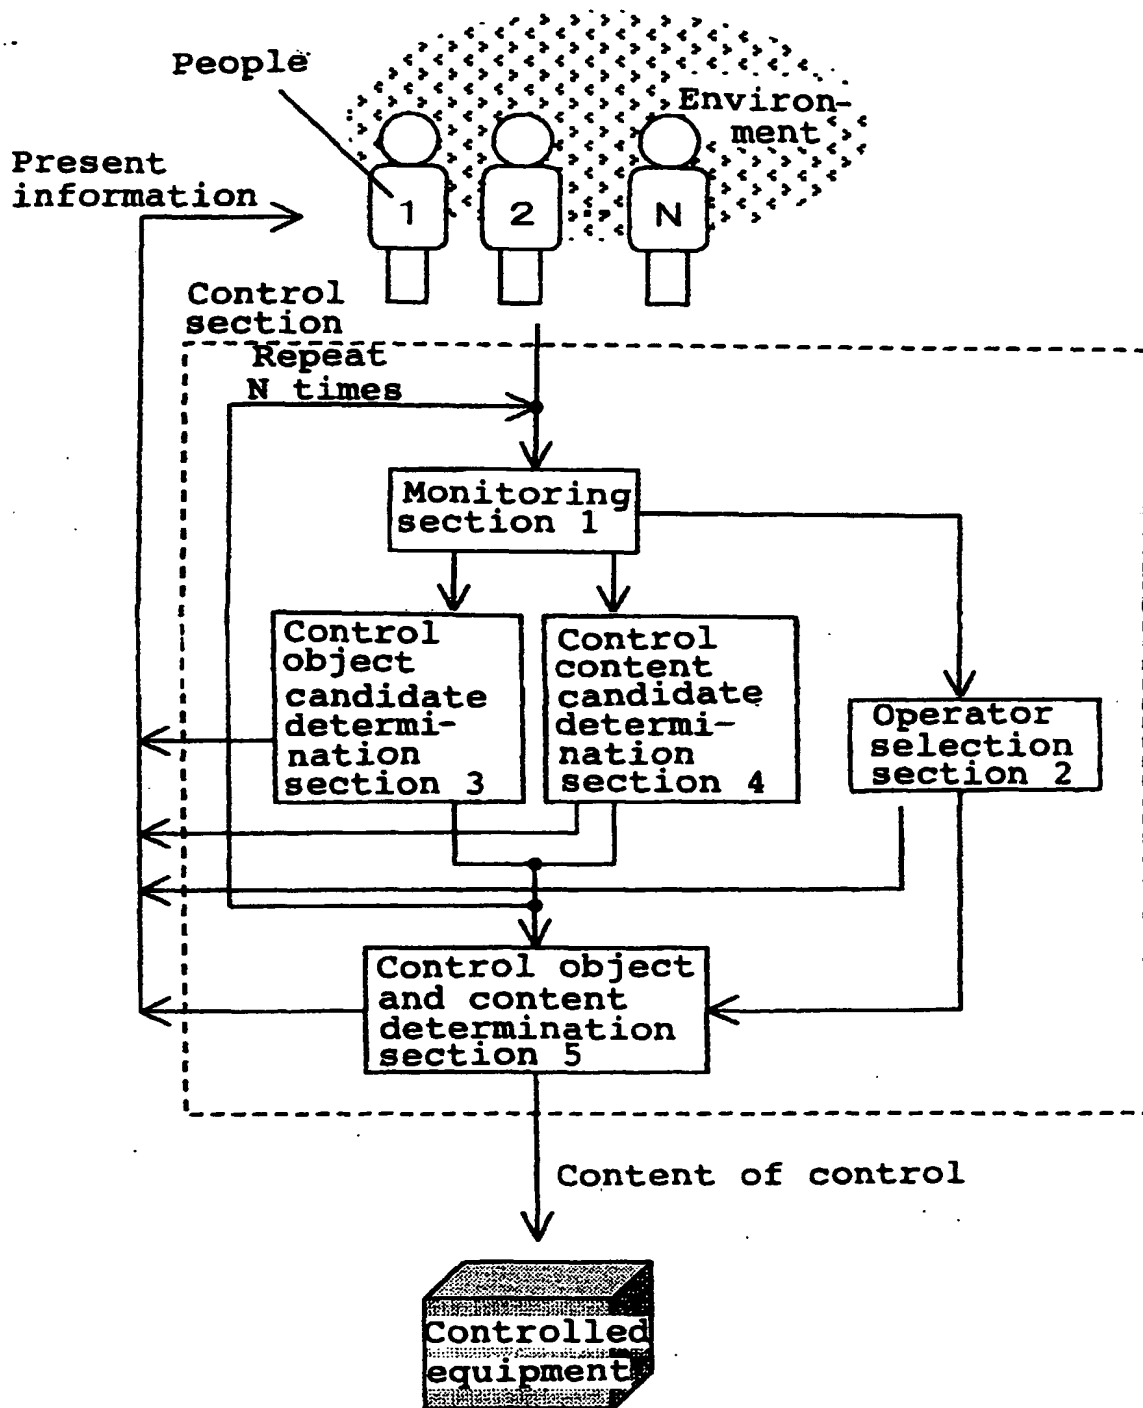 People
Environ-
ment
Present
information
1
2
N
Control
section
Repeat
N times
Monitoring
section 1
Control
object
candidate
determi-
nation
section 3
Control
content
candidate
determi-
nation
section 4
Operator
selection
section 2
Control object
and content
determination
section 5
Content of control
Controlled
equipment